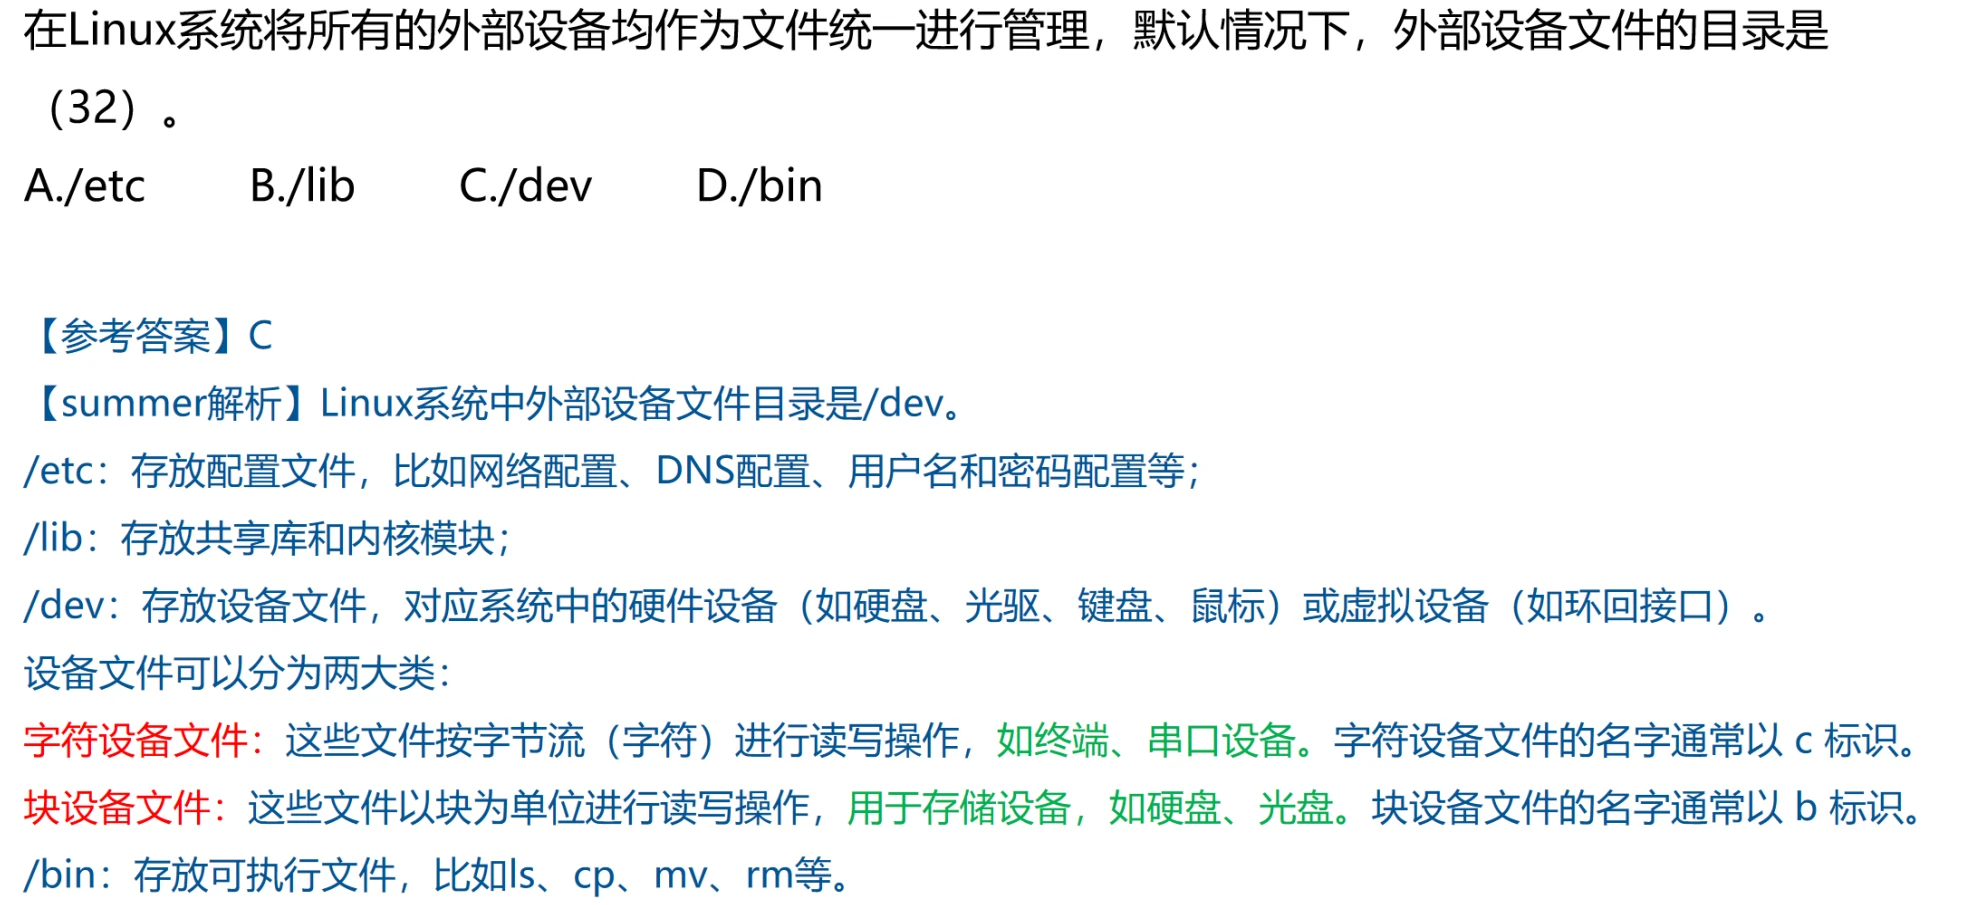 在Linux系统将所有的外部设备均作为文件统一进行管理，默认情况下，外部设备文件的目录是
（32）。
A./etc B./lib C./dev D./bin
【参考答案】C
【summer解析】Linux系统中外部设备文件目录是/dev。
/etc：存放配置文件，比如网络配置、DNS配置、用户名和密码配置等；
/lib：存放共享库和内核模块；
/dev：存放设备文件，对应系统中的硬件设备（如硬盘、光驱、键盘、鼠标）或虚拟设备（如环回接口）。
设备文件可以分为两大类：
字符设备文件：这些文件按字节流（字符）进行读写操作，如终端、串口设备。字符设备文件的名字通常以 c 标识。
块设备文件：这些文件以块为单位进行读写操作，用于存储设备，如硬盘、光盘。块设备文件的名字通常以 b 标识。
/bin：存放可执行文件，比如ls、cp、mv、rm等。